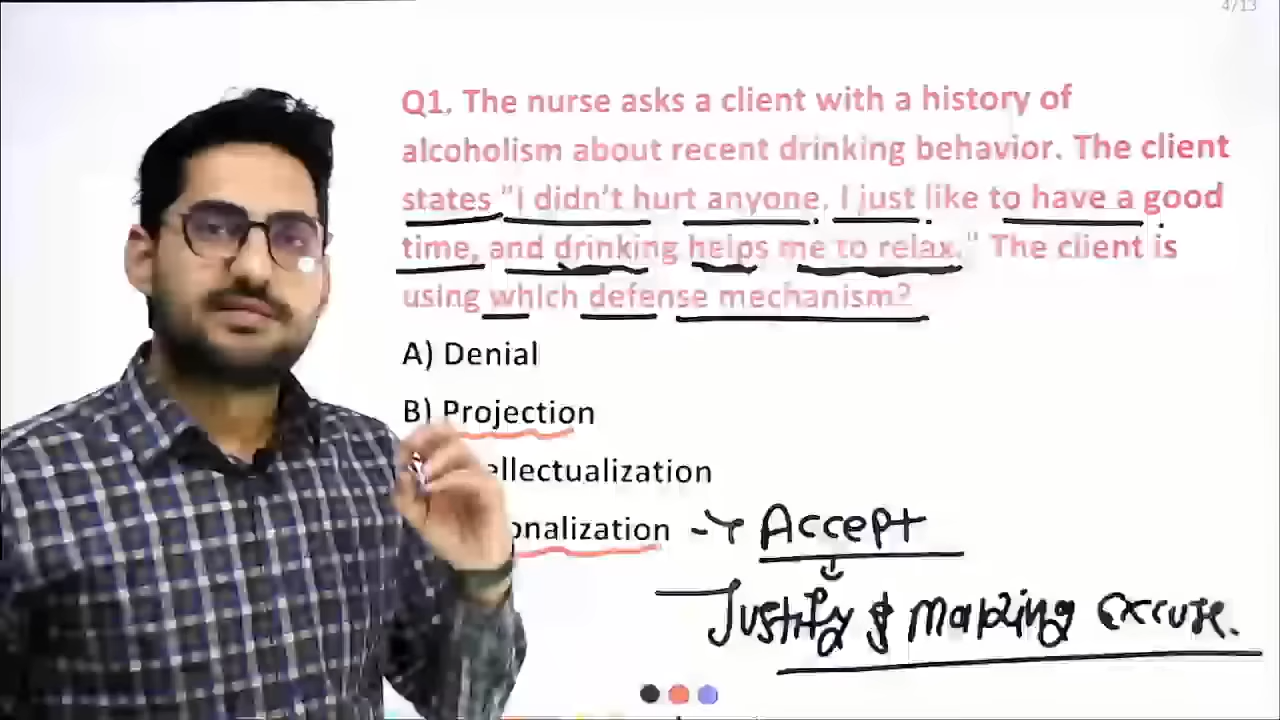 4/13
Q1. The nurse asks a client with a history of
alcoholism about recent drinking behavior. The client
states "I didn't hurt anyone. I just like to have a good
time, and drinking helps me to relax." The client is
using which defense mechanism?
A) Denial
B) Projection
ellectualization
onalization → Accept
Justify & Making excuse.